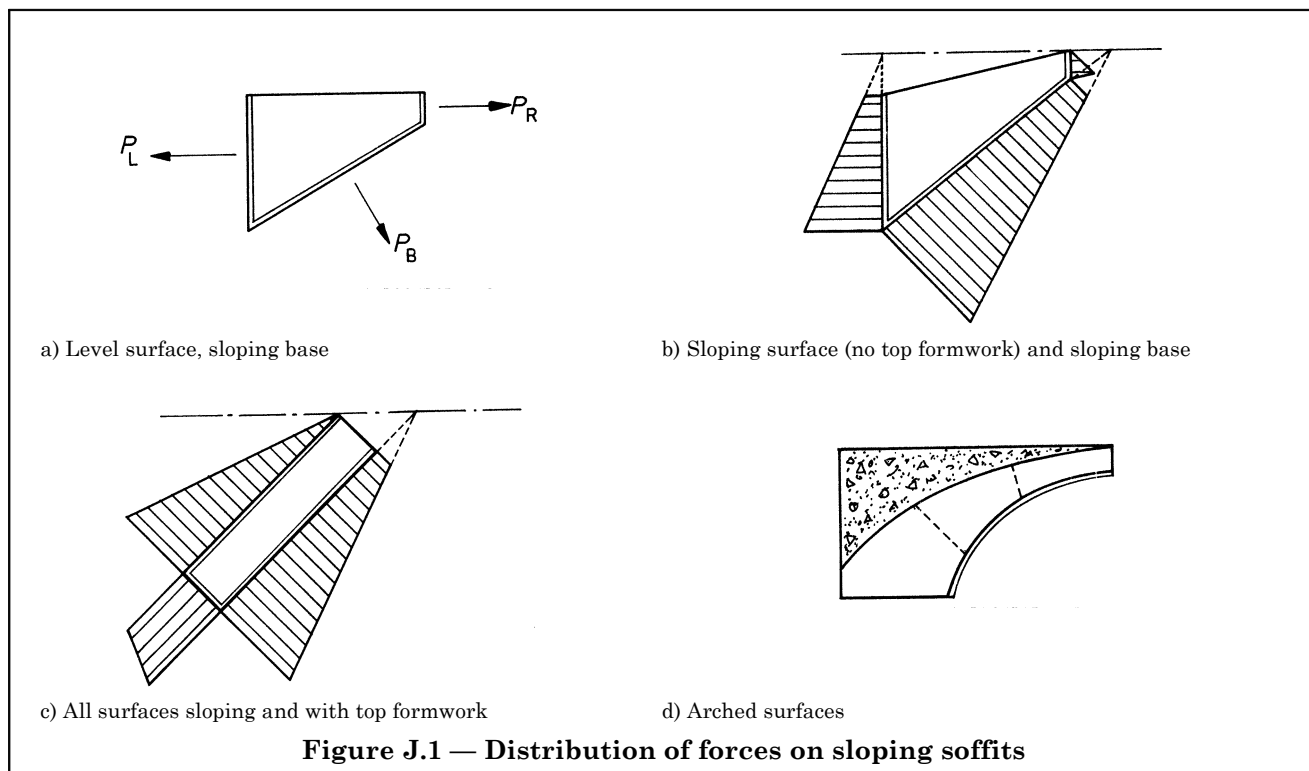 P_L
P_R
P_B
a) Level surface, sloping base
b) Sloping surface (no top formwork) and sloping base
c) All surfaces sloping and with top formwork
d) Arched surfaces
Figure J.1 — Distribution of forces on sloping soffits